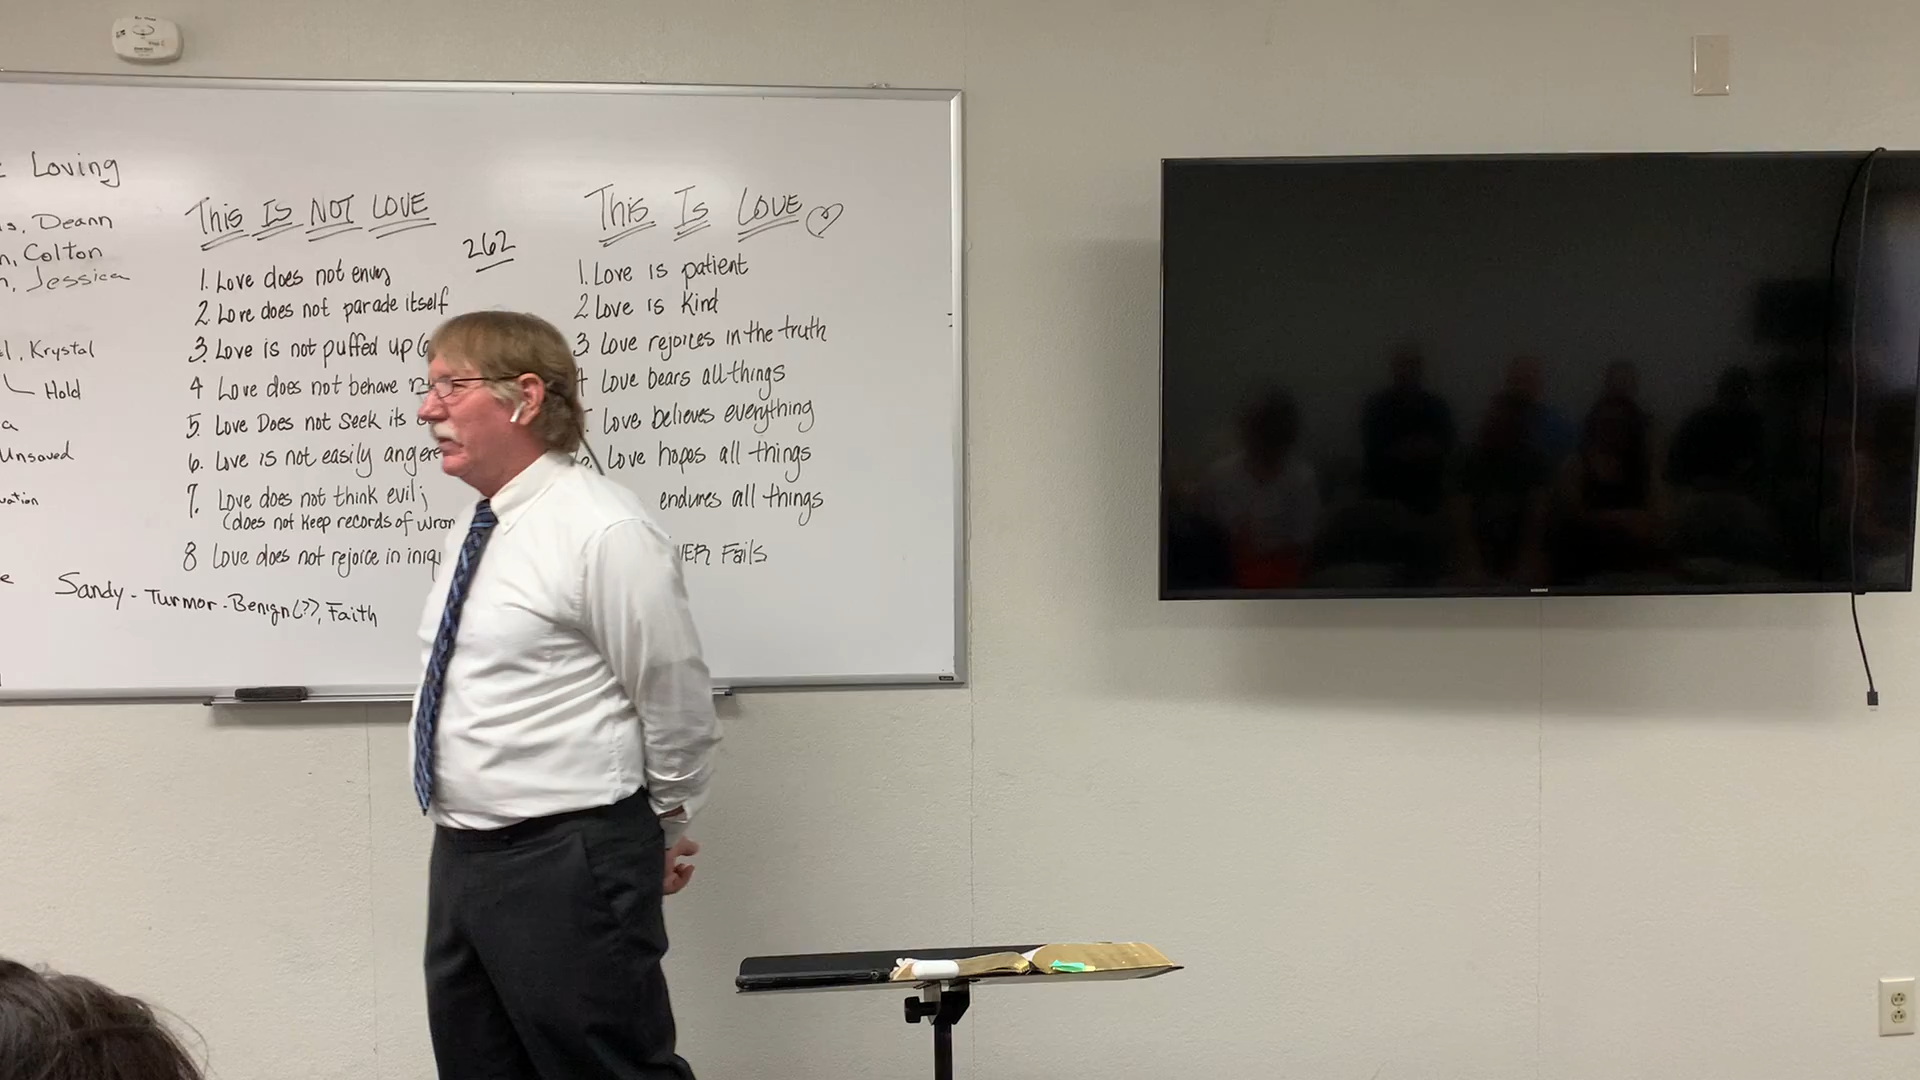 Loving
Deann
Colton
Jessica
Krystal
Hold
Unsaved
THIS IS NOT LOVE
262
1. Love does not envy
2. Love does not parade itself
3. Love is not puffed up
4 Love does not behave
5. Love Does not Seek its
6. Love is not easily
7. Love does not think evil;
(does not keep records of
8 Love does not rejoice in
Sandy - Turmor - Benign(??), Faith
This Is LOVE
1. Love is patient
2 Love is Kind
3 Love rejoices in the truth
Love bears all things
Love believes everything
Love hopes all things
endures all things
Fails